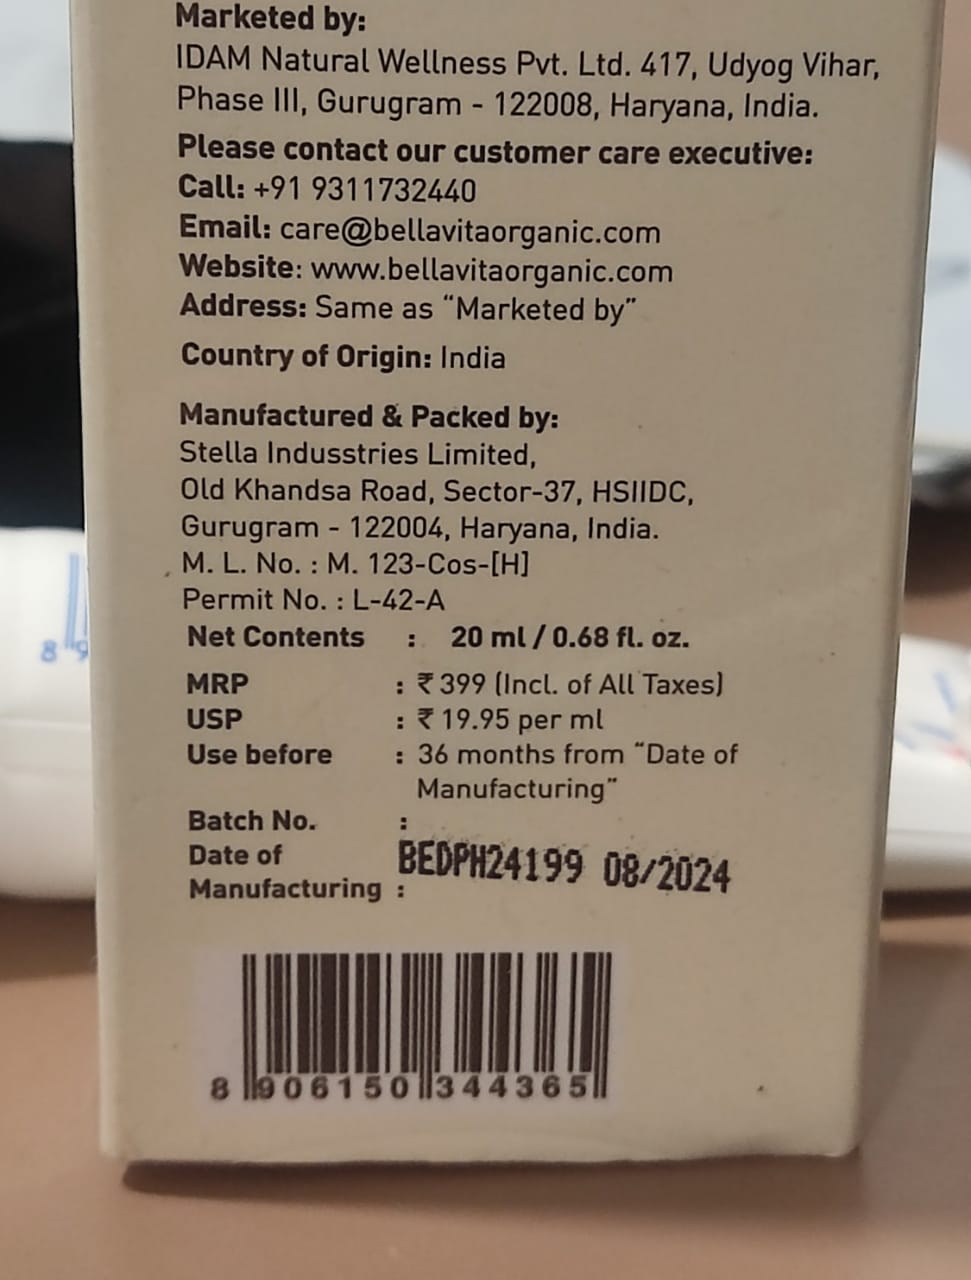 Marketed by:
IDAM Natural Wellness Pvt. Ltd. 417, Udyog Vihar,
Phase III, Gurugram - 122008, Haryana, India.
Please contact our customer care executive:
Call: +91 9311732440
Email: care@bellavitaorganic.com
Website: www.bellavitaorganic.com
Address: Same as “Marketed by”
Country of Origin: India
Manufactured & Packed by:
Stella Indusstries Limited,
Old Khandsa Road, Sector-37, HSIIDC,
Gurugram - 122004, Haryana, India.
M. L. No. : M. 123-Cos-[H]
Permit No. : L-42-A
Net Contents : 20 ml / 0.68 fl. oz.
MRP : ₹ 399 (Incl. of All Taxes)
USP : ₹ 19.95 per ml
Use before : 36 months from “Date of
Manufacturing”
Batch No. :
Date of BEDPH24199 08/2024
Manufacturing :
8 906150 344365
8 9